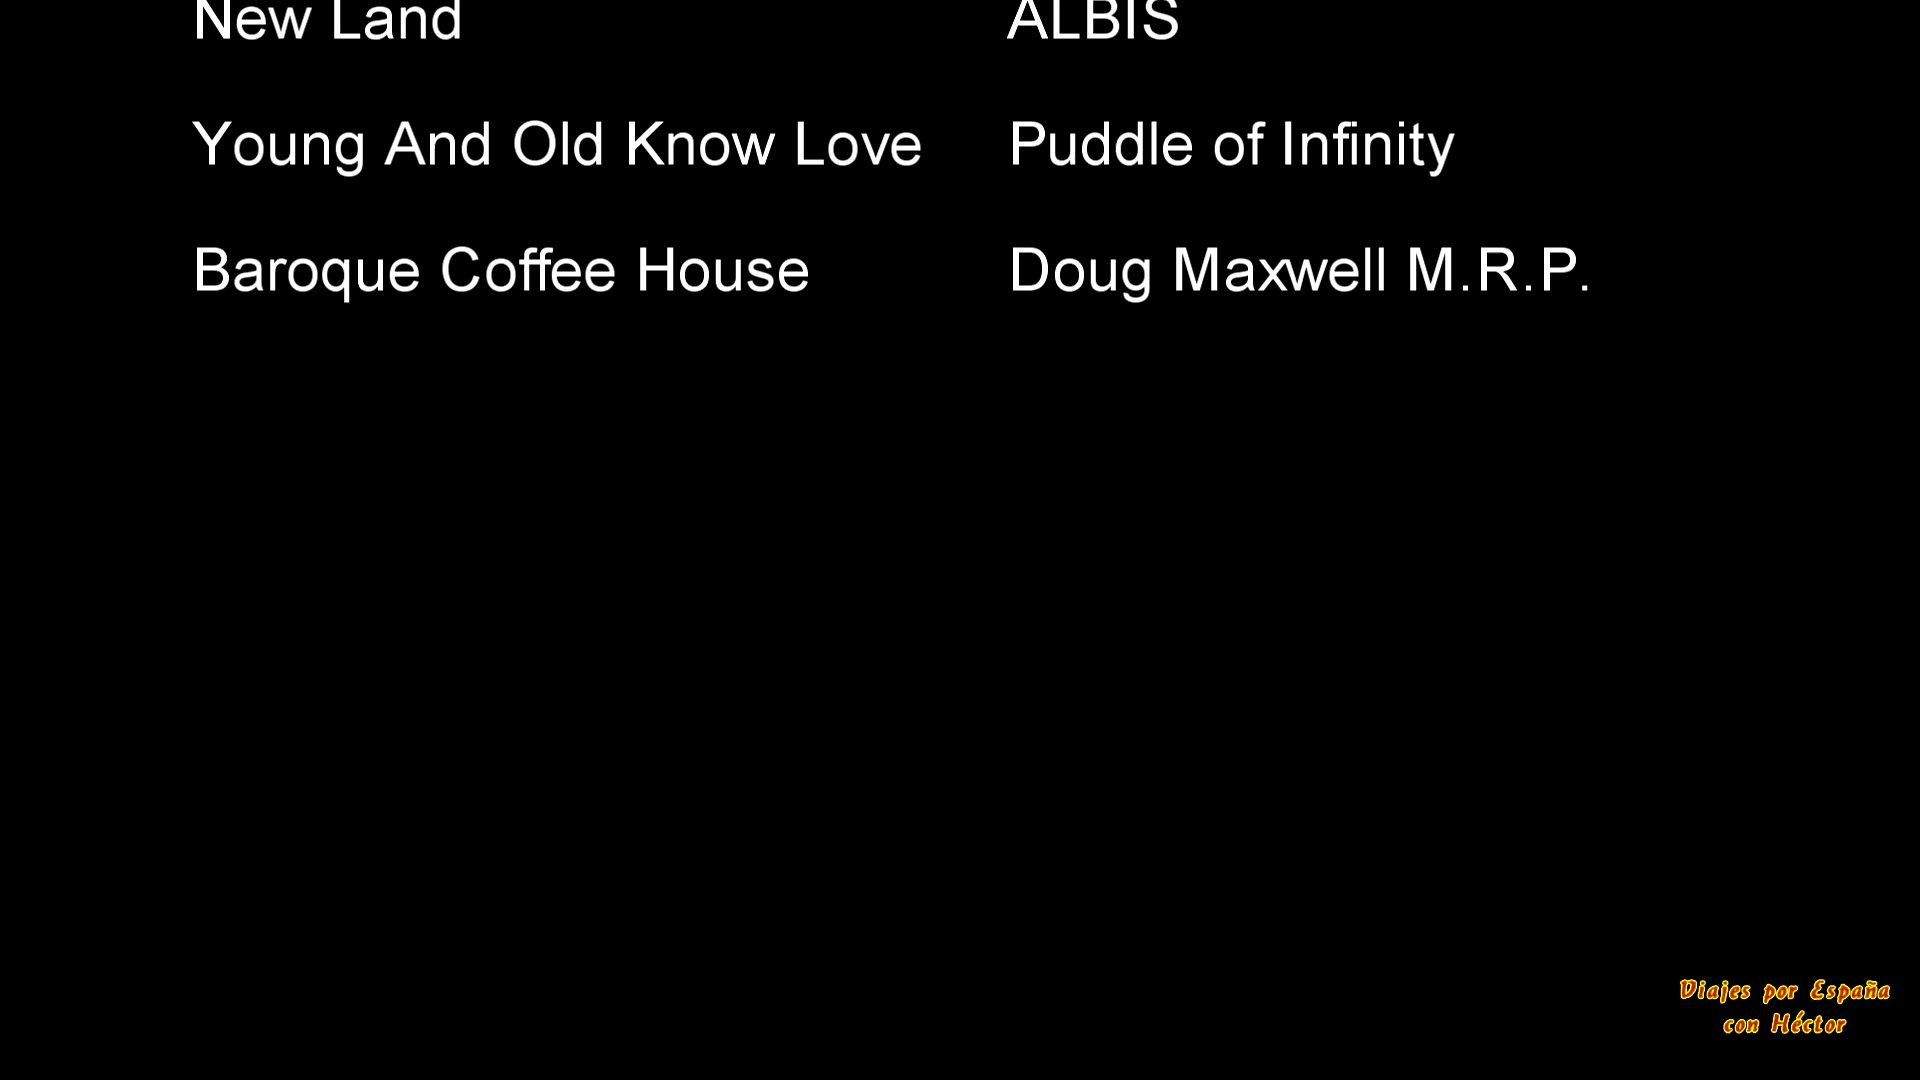 New Land ALBIS
Young And Old Know Love Puddle of Infinity
Baroque Coffee House Doug Maxwell M.R.P.
Viajes por España
con Héctor